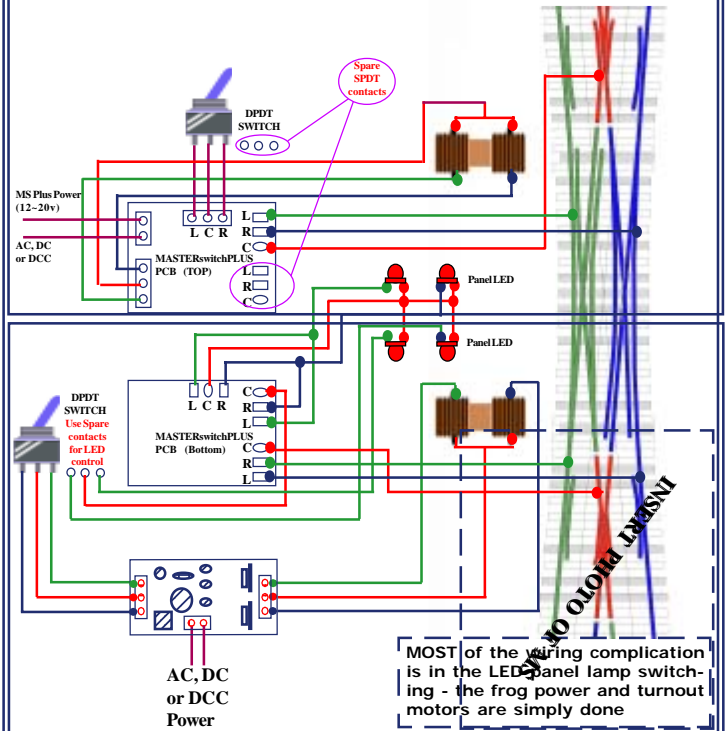 Spare
SPDT
contacts
DPDT
SWITCH
MS Plus Power
(12~20v)
AC, DC
or DCC
L C R
L
R
C
MASTERswitchPLUS
PCB (TOP)
L
R
C
Panel LED
Panel LED
DPDT
SWITCH
Use Spare
contacts
for LED
control
L C R
C
R
L
MASTERswitchPLUS
PCB (Bottom)
C
R
L
INSERT PHOTO OF MS
AC, DC
or DCC
Power
MOST of the wiring complication
is in the LED panel lamp switch-
ing - the frog power and turnout
motors are simply done